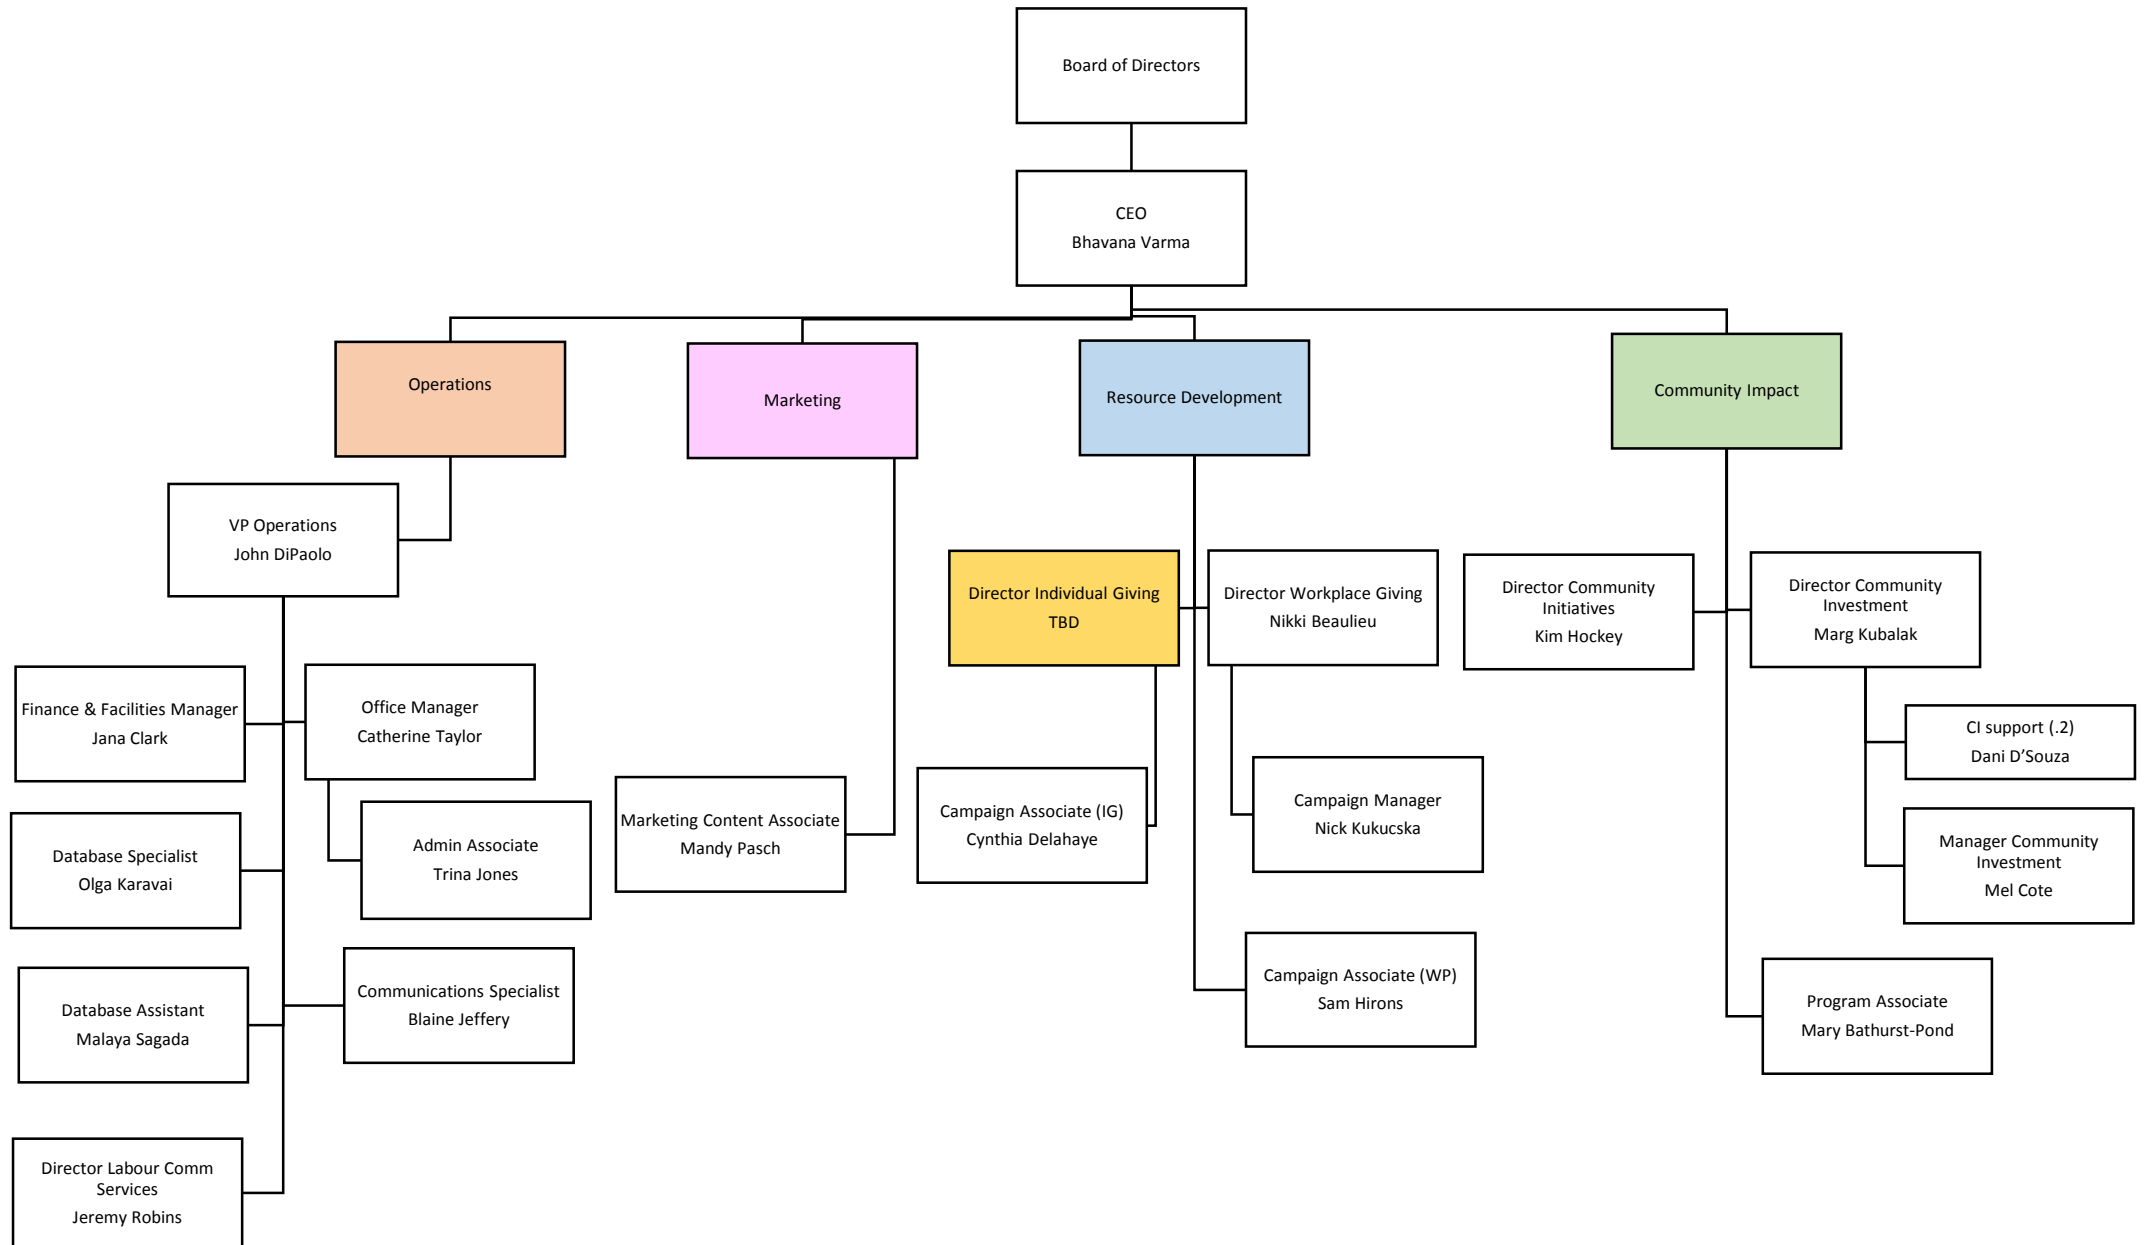 Board of Directors
CEO
Bhavana Varma
Operations
Marketing
Resource Development
Community Impact
VP Operations
John DiPaolo
Director Individual Giving
TBD
Director Workplace Giving
Nikki Beaulieu
Director Community
Initiatives
Kim Hockey
Director Community
Investment
Marg Kubalak
Finance & Facilities Manager
Jana Clark
Office Manager
Catherine Taylor
CI support (.2)
Dani D’Souza
Database Specialist
Olga Karavai
Admin Associate
Trina Jones
Marketing Content Associate
Mandy Pasch
Campaign Associate (IG)
Cynthia Delahaye
Campaign Manager
Nick Kukucska
Manager Community
Investment
Mel Cote
Database Assistant
Malaya Sagada
Communications Specialist
Blaine Jeffery
Campaign Associate (WP)
Sam Hirons
Program Associate
Mary Bathurst-Pond
Director Labour Comm
Services
Jeremy Robins